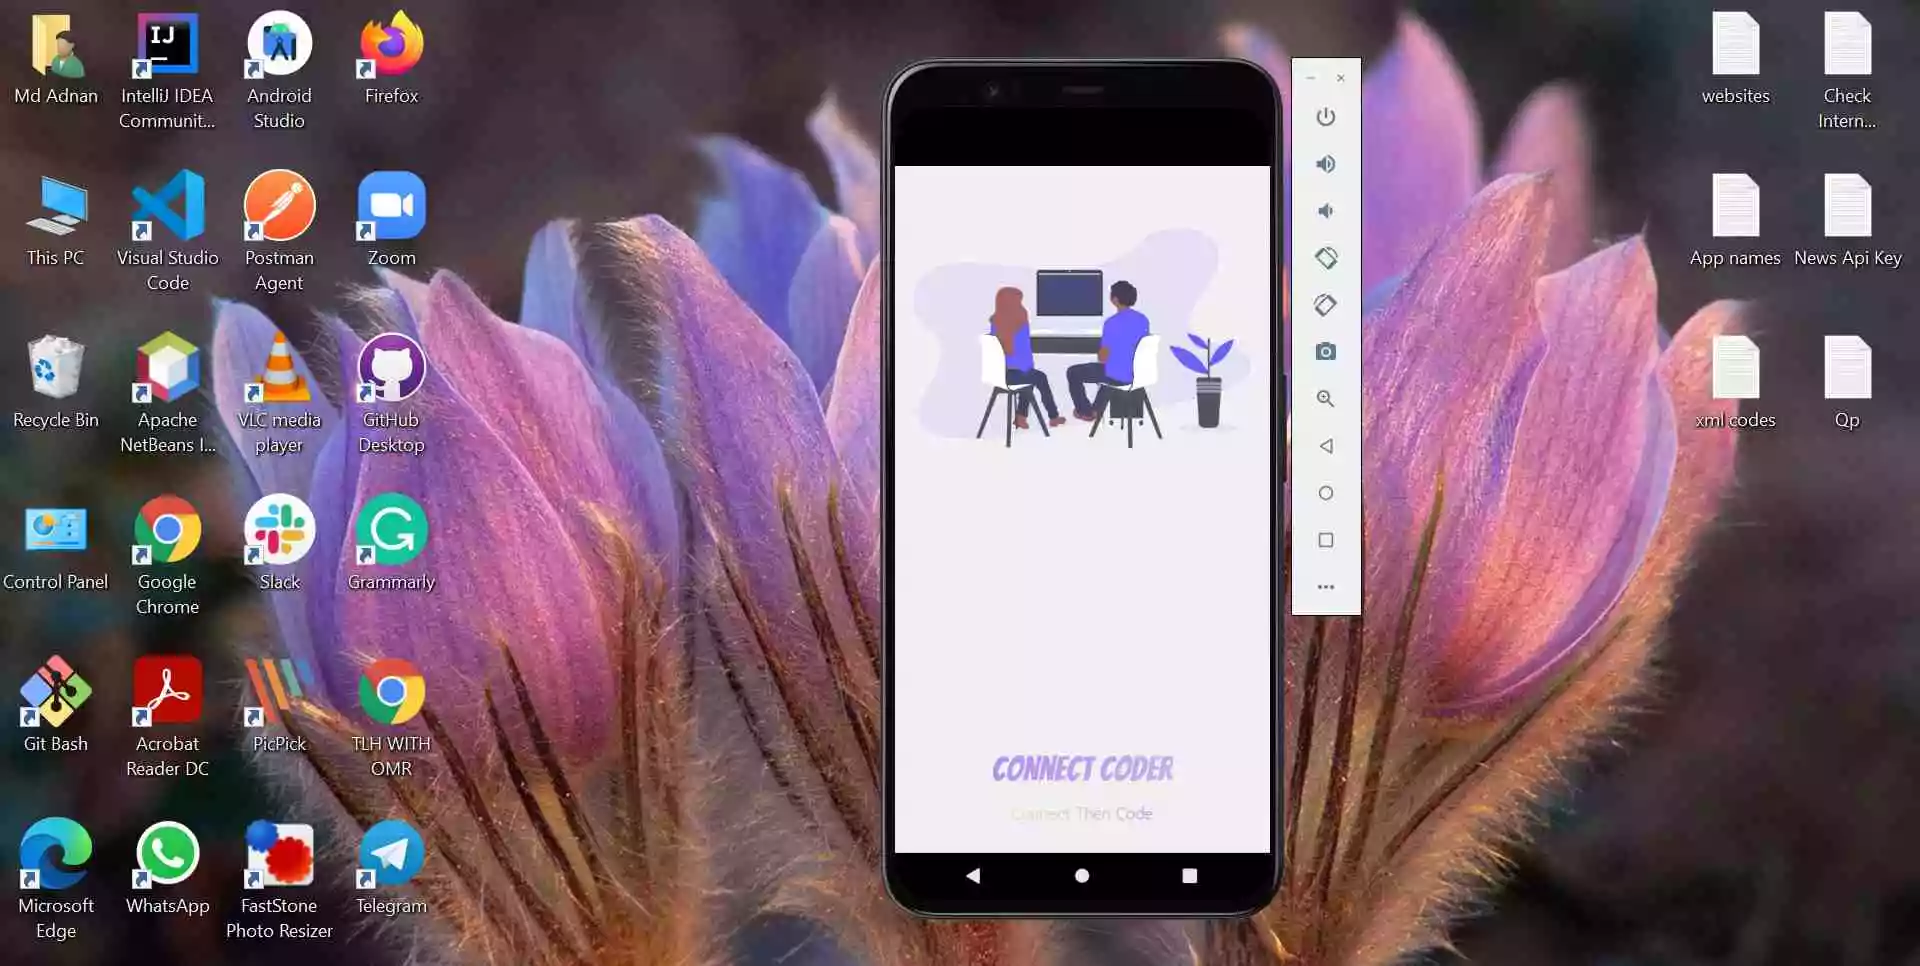 Md Adnan
IntelliJ IDEA
Communit...
Android
Studio
Firefox
This PC
Visual Studio
Code
Postman
Agent
Zoom
Recycle Bin
Apache
NetBeans I...
VLC media
player
GitHub
Desktop
Control Panel
Google
Chrome
Slack
Grammarly
Git Bash
Acrobat
Reader DC
PicPick
TLH WITH
OMR
Microsoft
Edge
WhatsApp
FastStone
Photo Resizer
Telegram
IJ
CONNECT CODER
Connect Then Code
websites
Check
Intern...
App names
News Api Key
xml codes
Qp